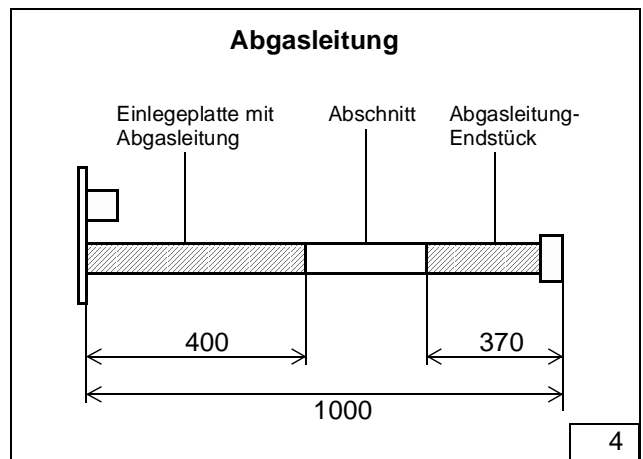 Abgasleitung
Einlegeplatte mit
Abgasleitung
Abschnitt
Abgasleitung-
Endstück
400
370
1000
4